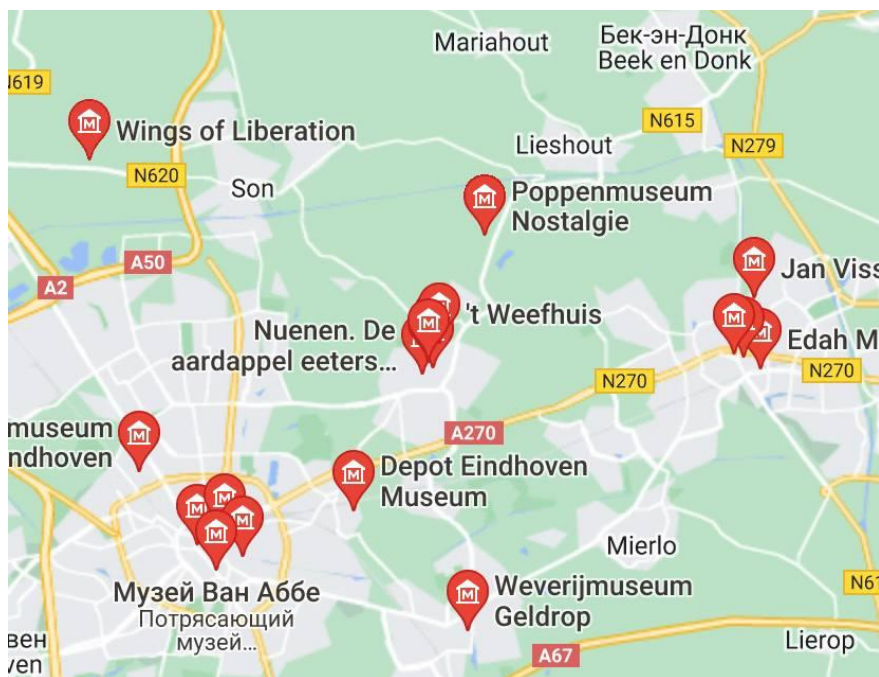 Mariahout
Бек-эн-Донк
Beek en Donk
N619
Wings of Liberation
N615
Lieshout
N279
N620
Son
Poppenmuseum
Nostalgie
A50
Jan Viss
A2
't Weefhuis
Nuenen. De
aardappel eeters...
Edah M
N270
N270
museum
ndhoven
A270
Depot Eindhoven
Museum
Mierlo
Музей Ван Аббе
Потрясающий
музей...
Weverijmuseum
Geldrop
N61
вен
oven
A67
Lierop